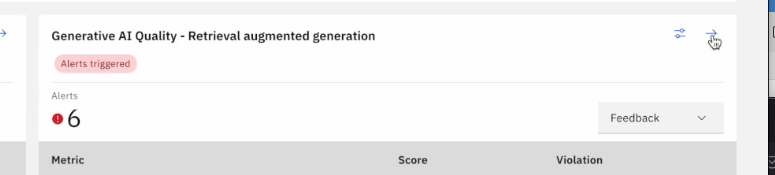 Generative AI Quality - Retrieval augmented generation
Alerts triggered
Alerts
6
Feedback
Metric Score Violation